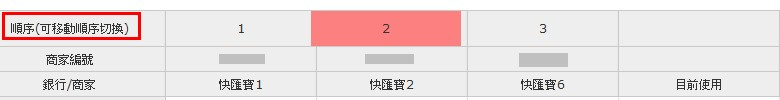 順序(可移動順序切換) 1 2 3
商家編號
銀行/商家 快匯寶1 快匯寶2 快匯寶6 目前使用